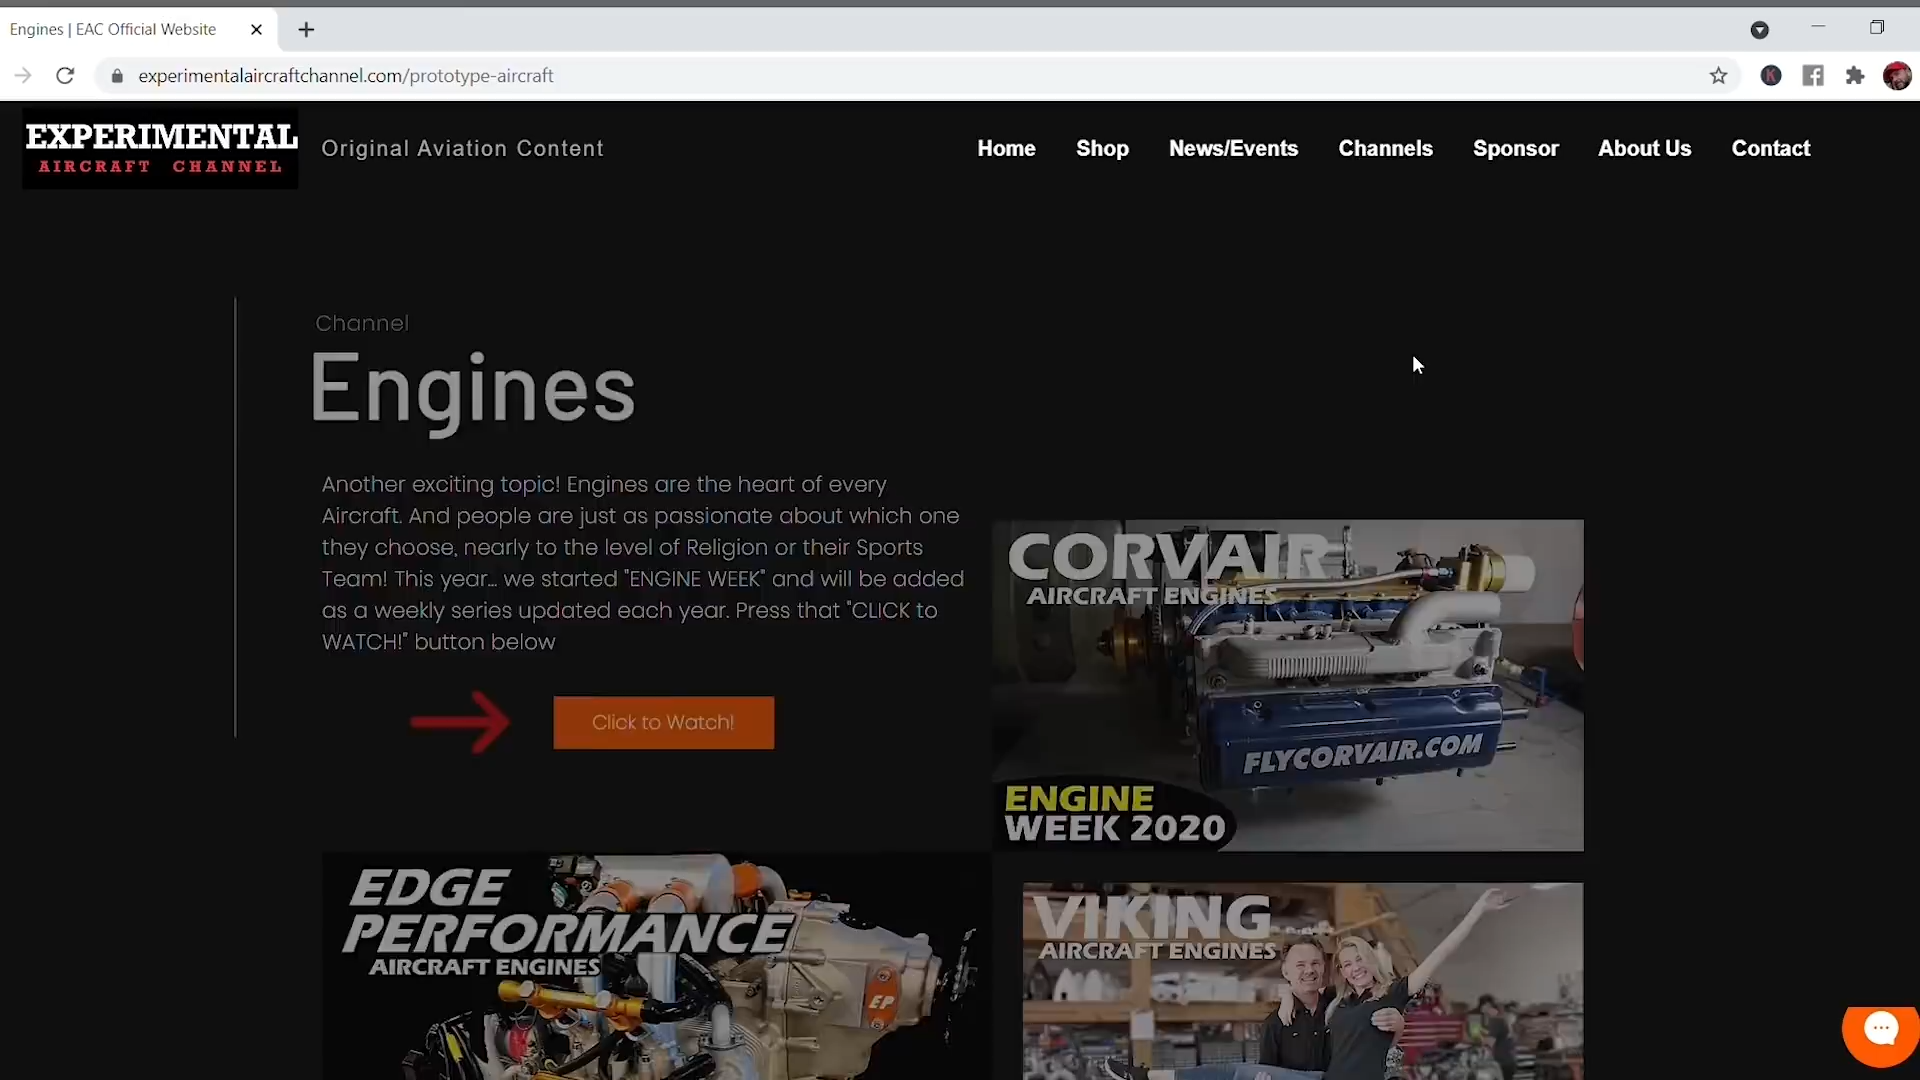 Engines | EAC Official Website
experimentalaircraftchannel.com/prototype-aircraft
EXPERIMENTAL
AIRCRAFT CHANNEL
Original Aviation Content
Home Shop News/Events Channels Sponsor About Us Contact
Channel
Engines
Another exciting topic! Engines are the heart of every
Aircraft. And people are just as passionate about which one
they choose, nearly to the level of Religion or their Sports
Team! This year... we started "ENGINE WEEK" and will be added
as a weekly series updated each year. Press that "CLICK to
WATCH!" button below
Click to Watch!
CORVAIR
AIRCRAFT ENGINES
FLYCORVAIR.COM
ENGINE
WEEK 2020
EDGE
PERFORMANCE
AIRCRAFT ENGINES
EP
VIKING
AIRCRAFT ENGINES